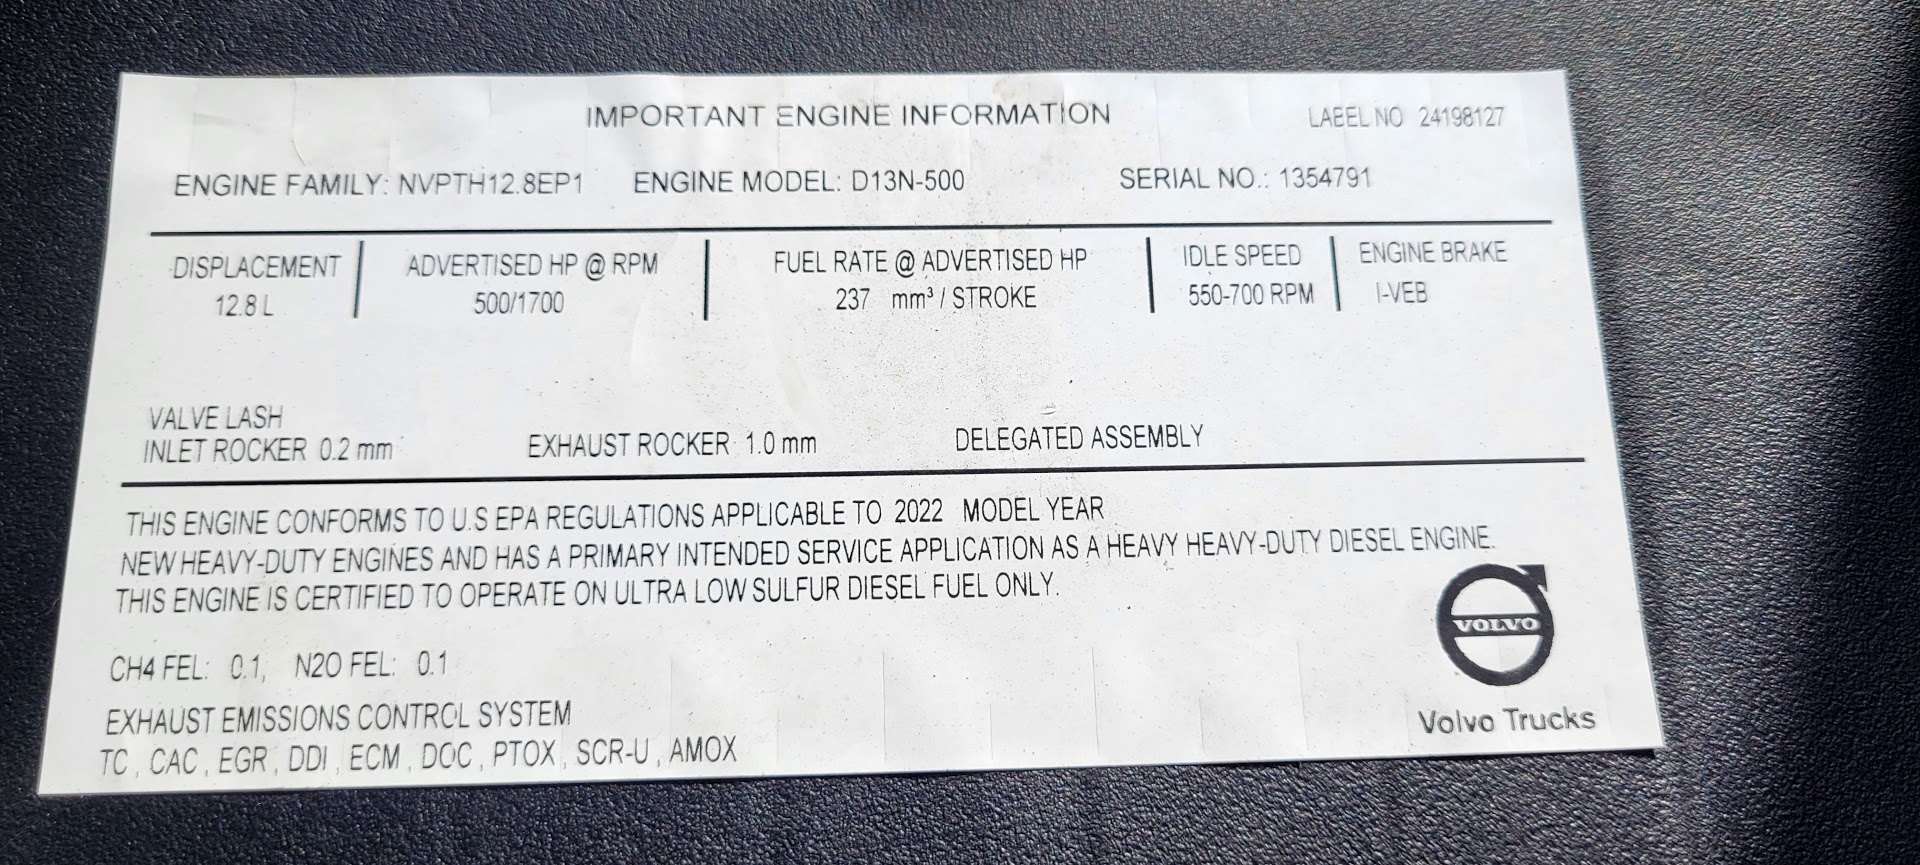 IMPORTANT ENGINE INFORMATION
LABEL NO 24198127
ENGINE FAMILY: NVPTH12.8EP1 ENGINE MODEL: D13N-500 SERIAL NO.: 1354791
DISPLACEMENT ADVERTISED HP @ RPM FUEL RATE @ ADVERTISED HP IDLE SPEED ENGINE BRAKE
12.8 L 500/1700 237 mm³ / STROKE 550-700 RPM I-VEB
VALVE LASH
INLET ROCKER 0.2 mm EXHAUST ROCKER 1.0 mm DELEGATED ASSEMBLY
THIS ENGINE CONFORMS TO U.S EPA REGULATIONS APPLICABLE TO 2022 MODEL YEAR
NEW HEAVY-DUTY ENGINES AND HAS A PRIMARY INTENDED SERVICE APPLICATION AS A HEAVY HEAVY-DUTY DIESEL ENGINE.
THIS ENGINE IS CERTIFIED TO OPERATE ON ULTRA LOW SULFUR DIESEL FUEL ONLY.
CH4 FEL: 0.1, N2O FEL: 0.1
EXHAUST EMISSIONS CONTROL SYSTEM
TC , CAC , EGR , DDI , ECM , DOC , PTOX , SCR-U , AMOX
VOLVO
Volvo Trucks